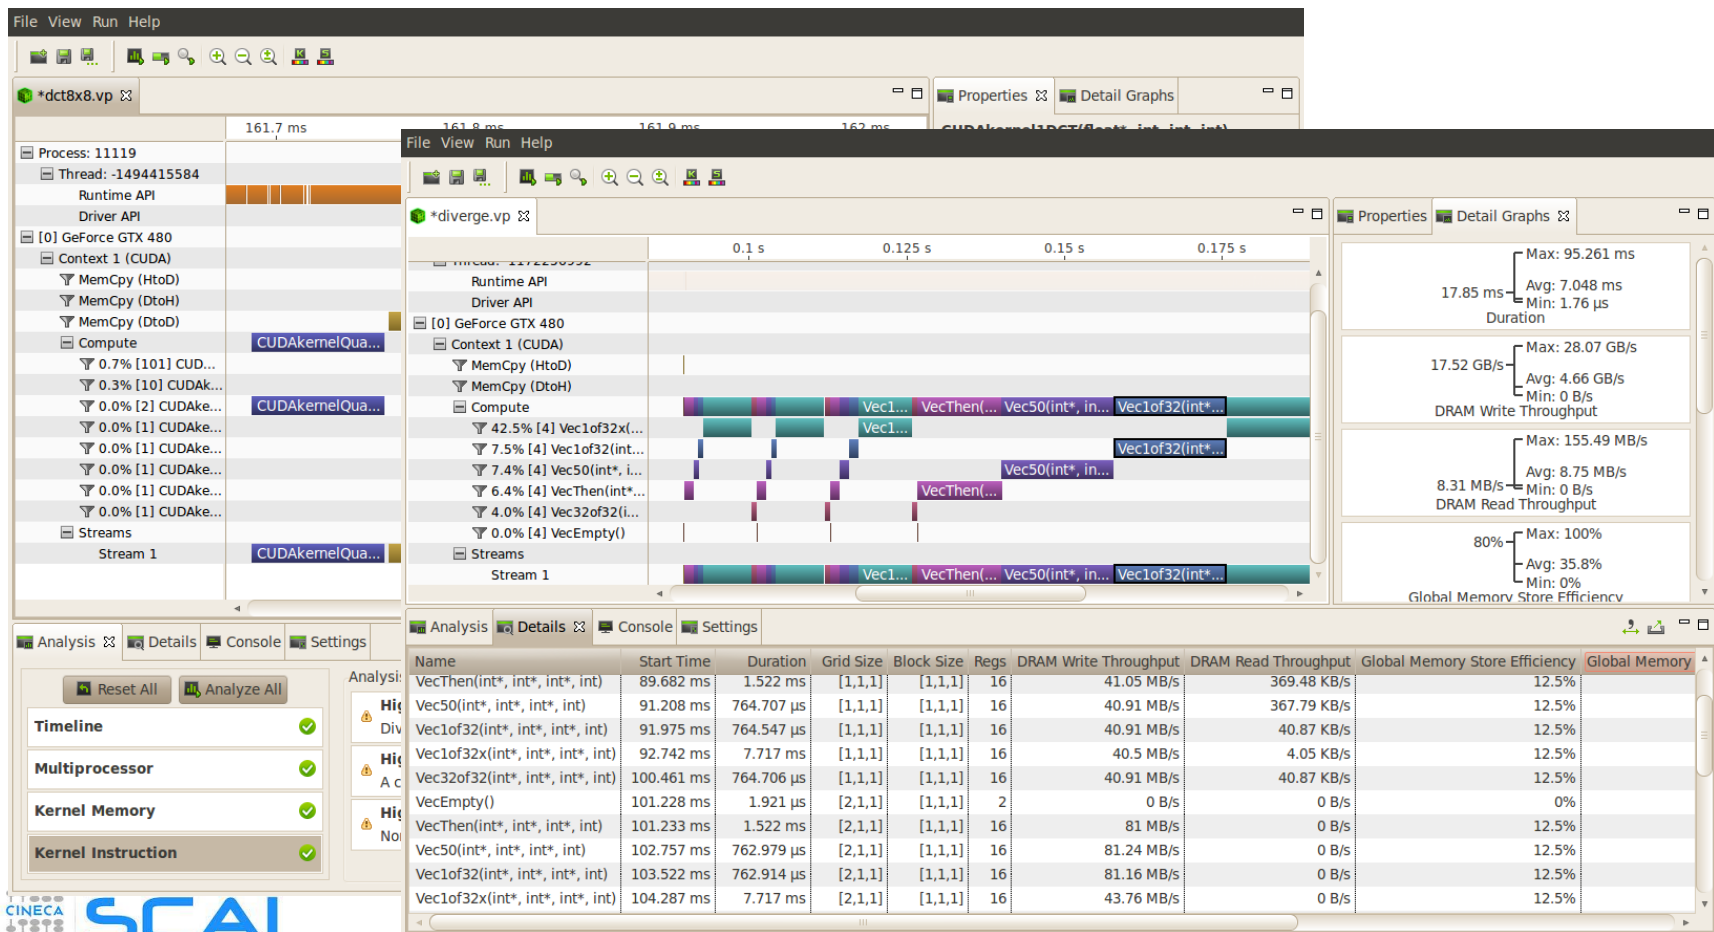 File View Run Help
*dct8x8.vp
Properties
Detail Graphs
161.7 ms
161.8 ms
161.9 ms
162 ms
CUDAkernel1DCT(float*, int, int, int)
Process: 11119
Thread: -1494415584
Runtime API
Driver API
[0] GeForce GTX 480
Context 1 (CUDA)
MemCpy (HtoD)
MemCpy (DtoH)
MemCpy (DtoD)
Compute
CUDAkernelQua...
0.7% [101] CUD...
0.3% [10] CUDAk...
0.0% [2] CUDAke...
CUDAkernelQua...
0.0% [1] CUDAke...
0.0% [1] CUDAke...
0.0% [1] CUDAke...
0.0% [1] CUDAke...
0.0% [1] CUDAke...
Streams
Stream 1
CUDAkernelQua...
Analysis
Details
Console
Settings
Reset All
Analyze All
Timeline
Multiprocessor
Kernel Memory
Kernel Instruction
Analysis
Hig
Div
Hig
A c
Hig
Nor
CINECA
SCAI
File View Run Help
*diverge.vp
0.1 s
0.125 s
0.15 s
0.175 s
Thread: -1172236992
Runtime API
Driver API
[0] GeForce GTX 480
Context 1 (CUDA)
MemCpy (HtoD)
MemCpy (DtoH)
Compute
Vec1... VecThen(... Vec50(int*, in... Vec1of32(int*...
42.5% [4] Vec1of32x(...
Vec1...
7.5% [4] Vec1of32(int...
Vec1of32(int*...
7.4% [4] Vec50(int*, i...
Vec50(int*, in...
6.4% [4] VecThen(int*...
VecThen(...
4.0% [4] Vec32of32(i...
0.0% [4] VecEmpty()
Streams
Stream 1
Vec1... VecThen(... Vec50(int*, in... Vec1of32(int*...
Properties
Detail Graphs
Max: 95.261 ms
17.85 ms
Avg: 7.048 ms
Min: 1.76 µs
Duration
Max: 28.07 GB/s
17.52 GB/s
Avg: 4.66 GB/s
Min: 0 B/s
DRAM Write Throughput
Max: 155.49 MB/s
8.31 MB/s
Avg: 8.75 MB/s
Min: 0 B/s
DRAM Read Throughput
Max: 100%
80%
Avg: 35.8%
Min: 0%
Global Memory Store Efficiency
Analysis
Details
Console
Settings
Name Start Time Duration Grid Size Block Size Regs DRAM Write Throughput DRAM Read Throughput Global Memory Store Efficiency Global Memory
VecThen(int*, int*, int*, int) 89.682 ms 1.522 ms [1,1,1] [1,1,1] 16 41.05 MB/s 369.48 KB/s 12.5%
Vec50(int*, int*, int*, int) 91.208 ms 764.707 µs [1,1,1] [1,1,1] 16 40.91 MB/s 367.79 KB/s 12.5%
Vec1of32(int*, int*, int*, int) 91.975 ms 764.547 µs [1,1,1] [1,1,1] 16 40.91 MB/s 40.87 KB/s 12.5%
Vec1of32x(int*, int*, int*, int) 92.742 ms 7.717 ms [1,1,1] [1,1,1] 16 40.5 MB/s 4.05 KB/s 12.5%
Vec32of32(int*, int*, int*, int) 100.461 ms 764.706 µs [1,1,1] [1,1,1] 16 40.91 MB/s 40.87 KB/s 12.5%
VecEmpty() 101.228 ms 1.921 µs [2,1,1] [1,1,1] 2 0 B/s 0 B/s 0%
VecThen(int*, int*, int*, int) 101.233 ms 1.522 ms [2,1,1] [1,1,1] 16 81 MB/s 0 B/s 12.5%
Vec50(int*, int*, int*, int) 102.757 ms 762.979 µs [2,1,1] [1,1,1] 16 81.24 MB/s 0 B/s 12.5%
Vec1of32(int*, int*, int*, int) 103.522 ms 762.914 µs [2,1,1] [1,1,1] 16 81.16 MB/s 0 B/s 12.5%
Vec1of32x(int*, int*, int*, int) 104.287 ms 7.717 ms [2,1,1] [1,1,1] 16 43.76 MB/s 0 B/s 12.5%